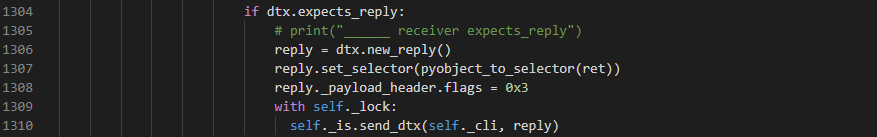 1304 if dtx.expects_reply:
1305 # print("______ receiver expects_reply")
1306 reply = dtx.new_reply()
1307 reply.set_selector(pyobject_to_selector(ret))
1308 reply._payload_header.flags = 0x3
1309 with self._lock:
1310 self._is.send_dtx(self._cli, reply)